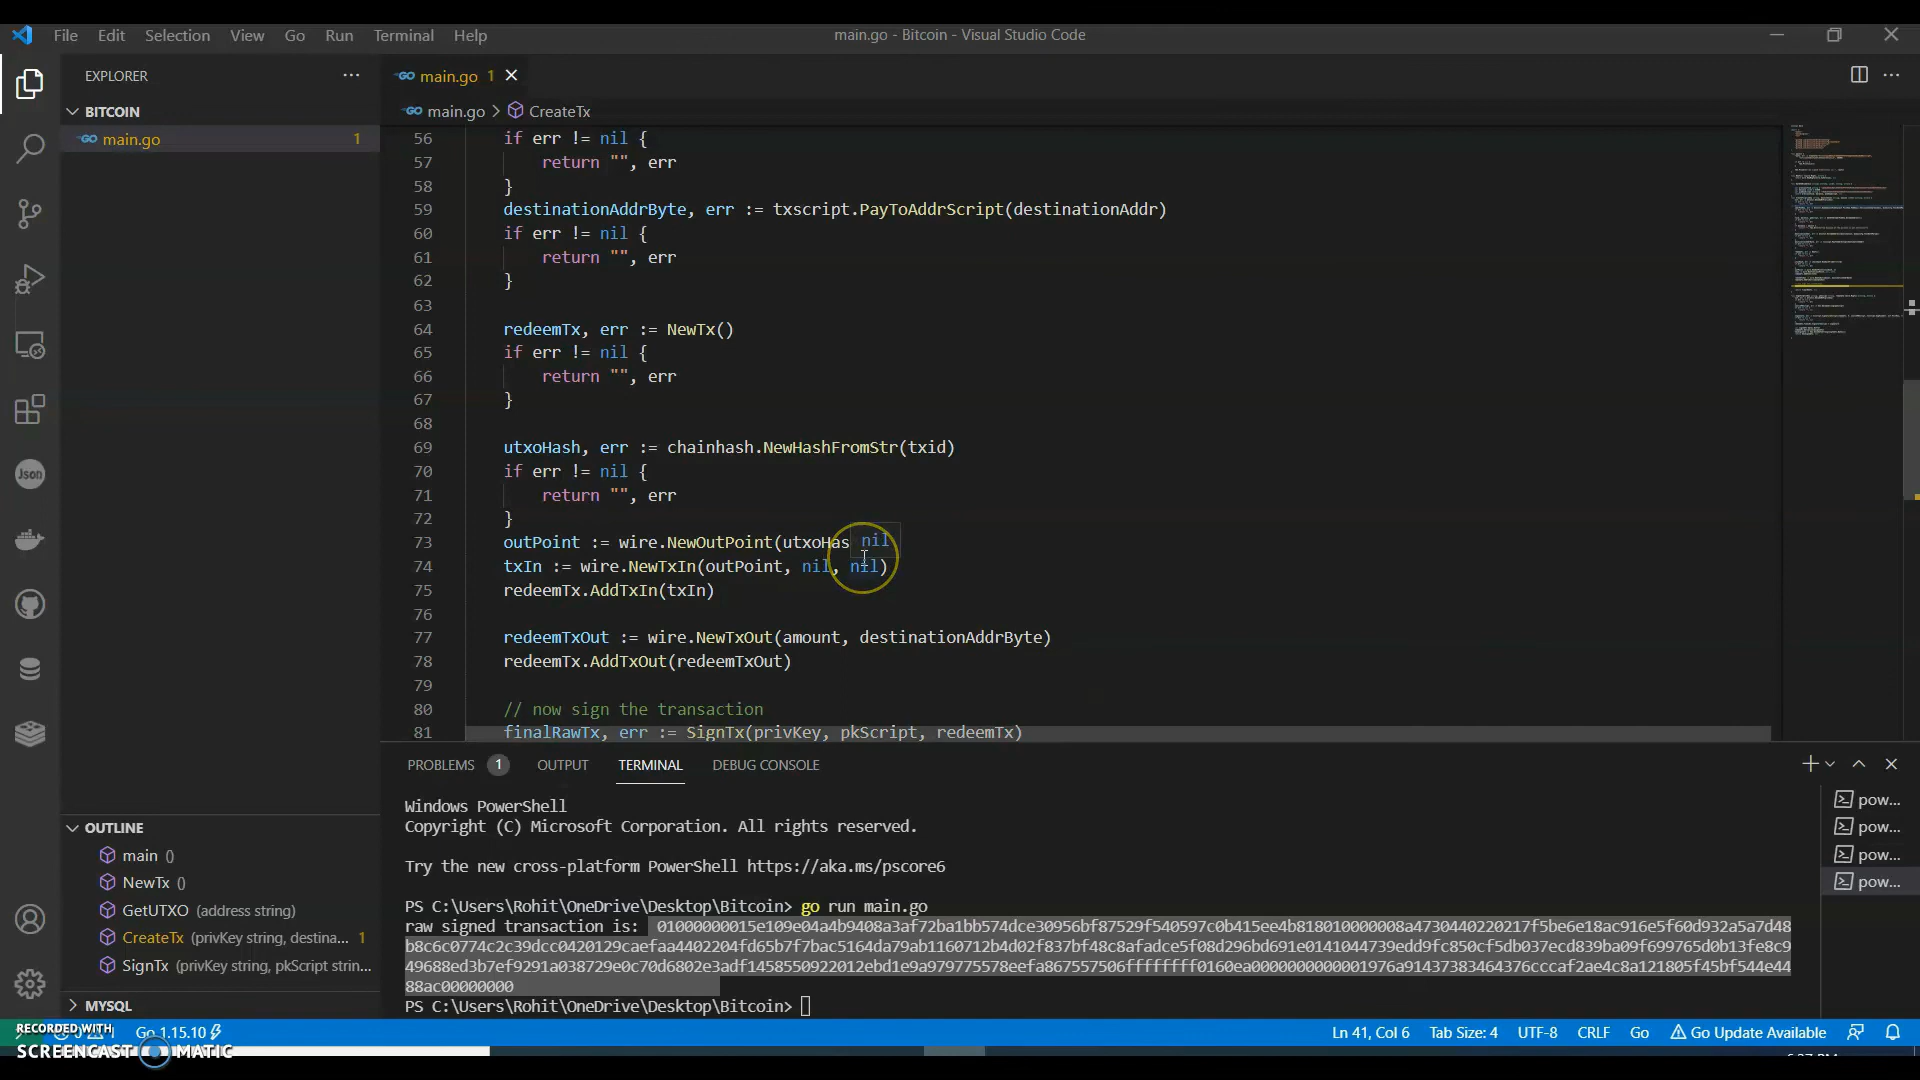 File Edit Selection View Go Run Terminal Help
main.go - Bitcoin - Visual Studio Code
EXPLORER
BITCOIN
main.go 1
main.go 1
main.go > CreateTx
56 if err != nil {
57 return "", err
58 }
59 destinationAddrByte, err := txscript.PayToAddrScript(destinationAddr)
60 if err != nil {
61 return "", err
62 }
63
64 redeemTx, err := NewTx()
65 if err != nil {
66 return "", err
67 }
68
69 utxoHash, err := chainhash.NewHashFromStr(txid)
70 if err != nil {
71 return "", err
72 }
73 outPoint := wire.NewOutPoint(utxoHas nil
74 txIn := wire.NewTxIn(outPoint, nil, nil)
75 redeemTx.AddTxIn(txIn)
76
77 redeemTxOut := wire.NewTxOut(amount, destinationAddrByte)
78 redeemTx.AddTxOut(redeemTxOut)
79
80 // now sign the transaction
81 finalRawTx, err := SignTx(privKey, pkScript, redeemTx)
OUTLINE
main ()
NewTx ()
GetUTXO (address string)
CreateTx (privKey string, destina... 1
SignTx (privKey string, pkScript strin...
MYSQL
PROBLEMS 1 OUTPUT TERMINAL DEBUG CONSOLE
Windows PowerShell
Copyright (C) Microsoft Corporation. All rights reserved.
Try the new cross-platform PowerShell https://aka.ms/pscore6
PS C:\Users\Rohit\OneDrive\Desktop\Bitcoin> go run main.go
raw signed transaction is: 01000000015e109e04a4b9408a3af72ba1bb574dce30956bf87529f540597c0b415ee4b818010000008a4730440220217f5be6e18ac916e5f60d932a5a7d48
b8c6c0774c2c39dcc0420129caefaa4402204fd65b7f7bac5164da79ab1160712b4d02f837bf48c8afadce5f08d296bd691e0141044739edd9fc850cf5db037ecd839ba09f699765d0b13fe8c9
49688ed3b7ef9291a038729e0c70d6802e3adf1458550922012ebd1e9a979775578eefa867557506ffffffff0160ea0000000000001976a91437383464376cccaf2ae4c8a121805f45bf544e44
88ac00000000
PS C:\Users\Rohit\OneDrive\Desktop\Bitcoin>
pow...
pow...
pow...
pow...
Json
Go 1.15.10
Ln 41, Col 6 Tab Size: 4 UTF-8 CRLF Go Go Update Available
RECORDED WITH
SCREENCAST MATIC